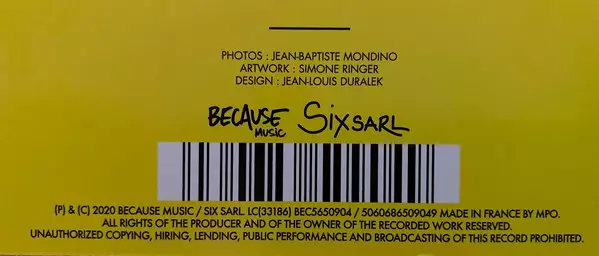 PHOTOS : JEAN-BAPTISTE MONDINO
ARTWORK : SIMONE RINGER
DESIGN : JEAN-LOUIS DURALEK
BECAUSE MUSIC SIXSARL
(P) & (C) 2020 BECAUSE MUSIC / SIX SARL. LC(33186) BEC5650904 / 5060686509049 MADE IN FRANCE BY MPO.
ALL RIGHTS OF THE PRODUCER AND OF THE OWNER OF THE RECORDED WORK RESERVED.
UNAUTHORIZED COPYING, HIRING, LENDING, PUBLIC PERFORMANCE AND BROADCASTING OF THIS RECORD PROHIBITED.